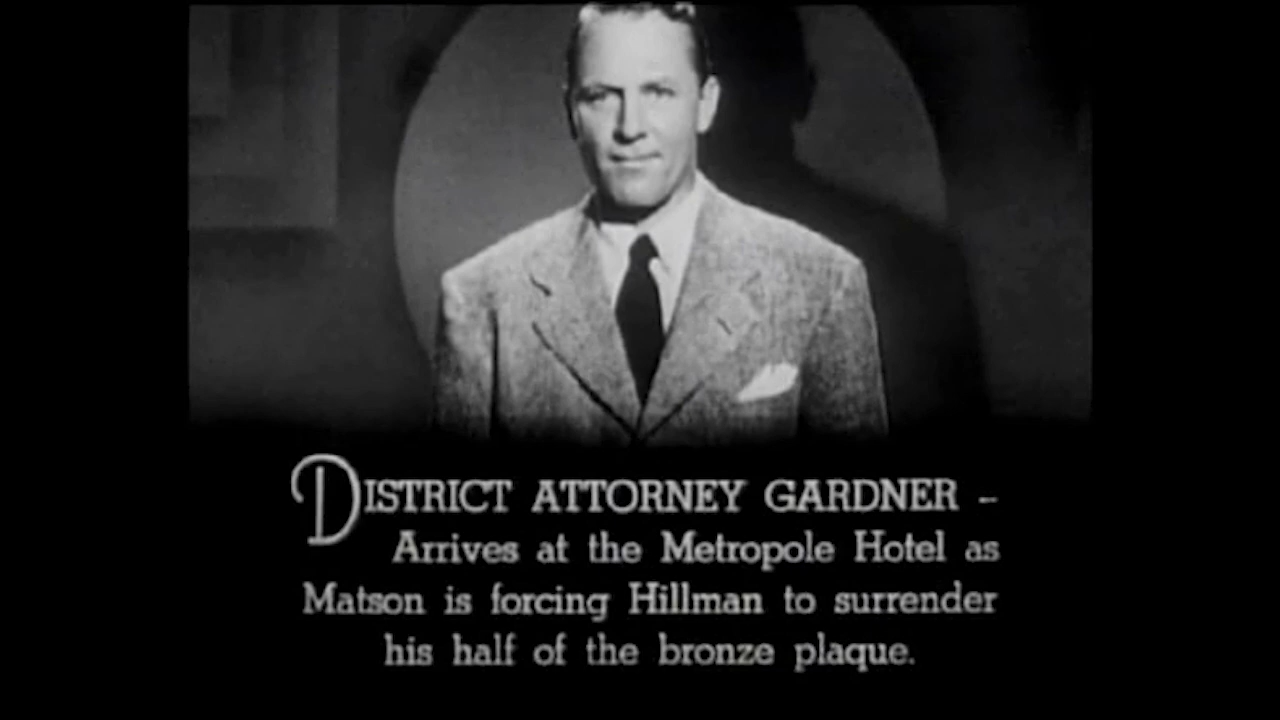 DISTRICT ATTORNEY GARDNER –
Arrives at the Metropole Hotel as
Matson is forcing Hillman to surrender
his half of the bronze plaque.